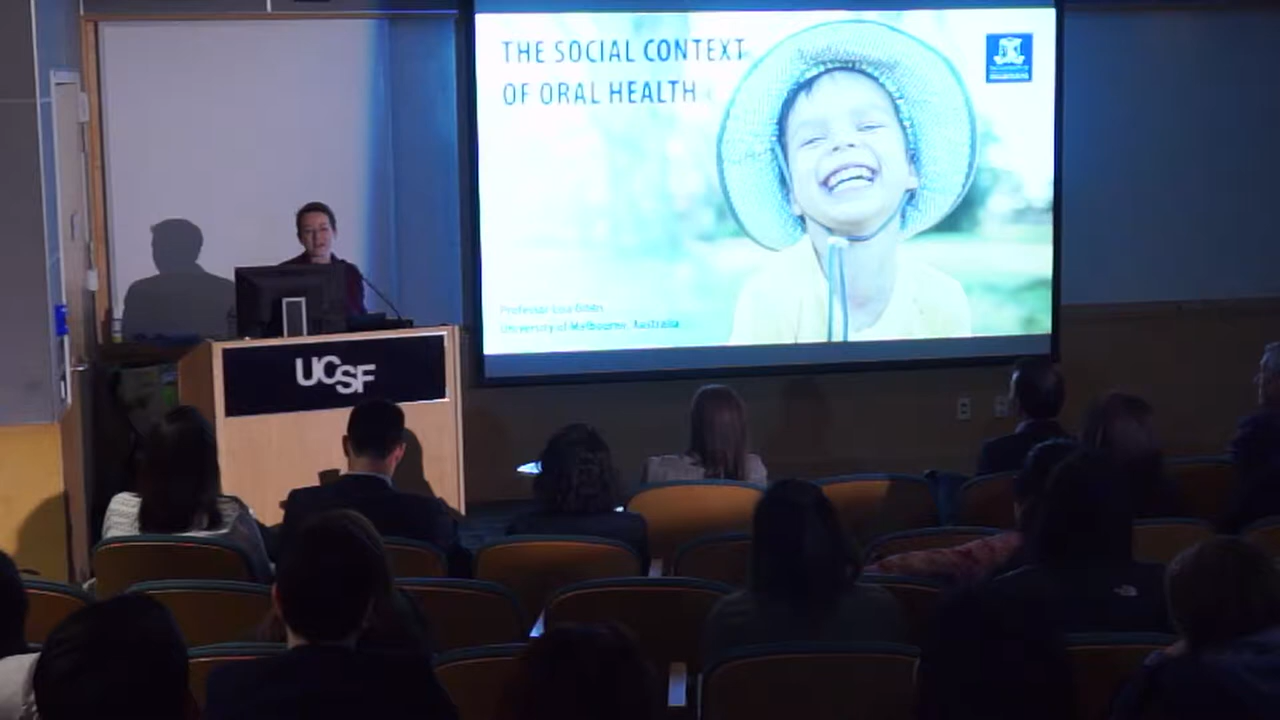 THE SOCIAL CONTEXT
OF ORAL HEALTH
Professor Lisa Gibbs
University of Melbourne, Australia
UCSF